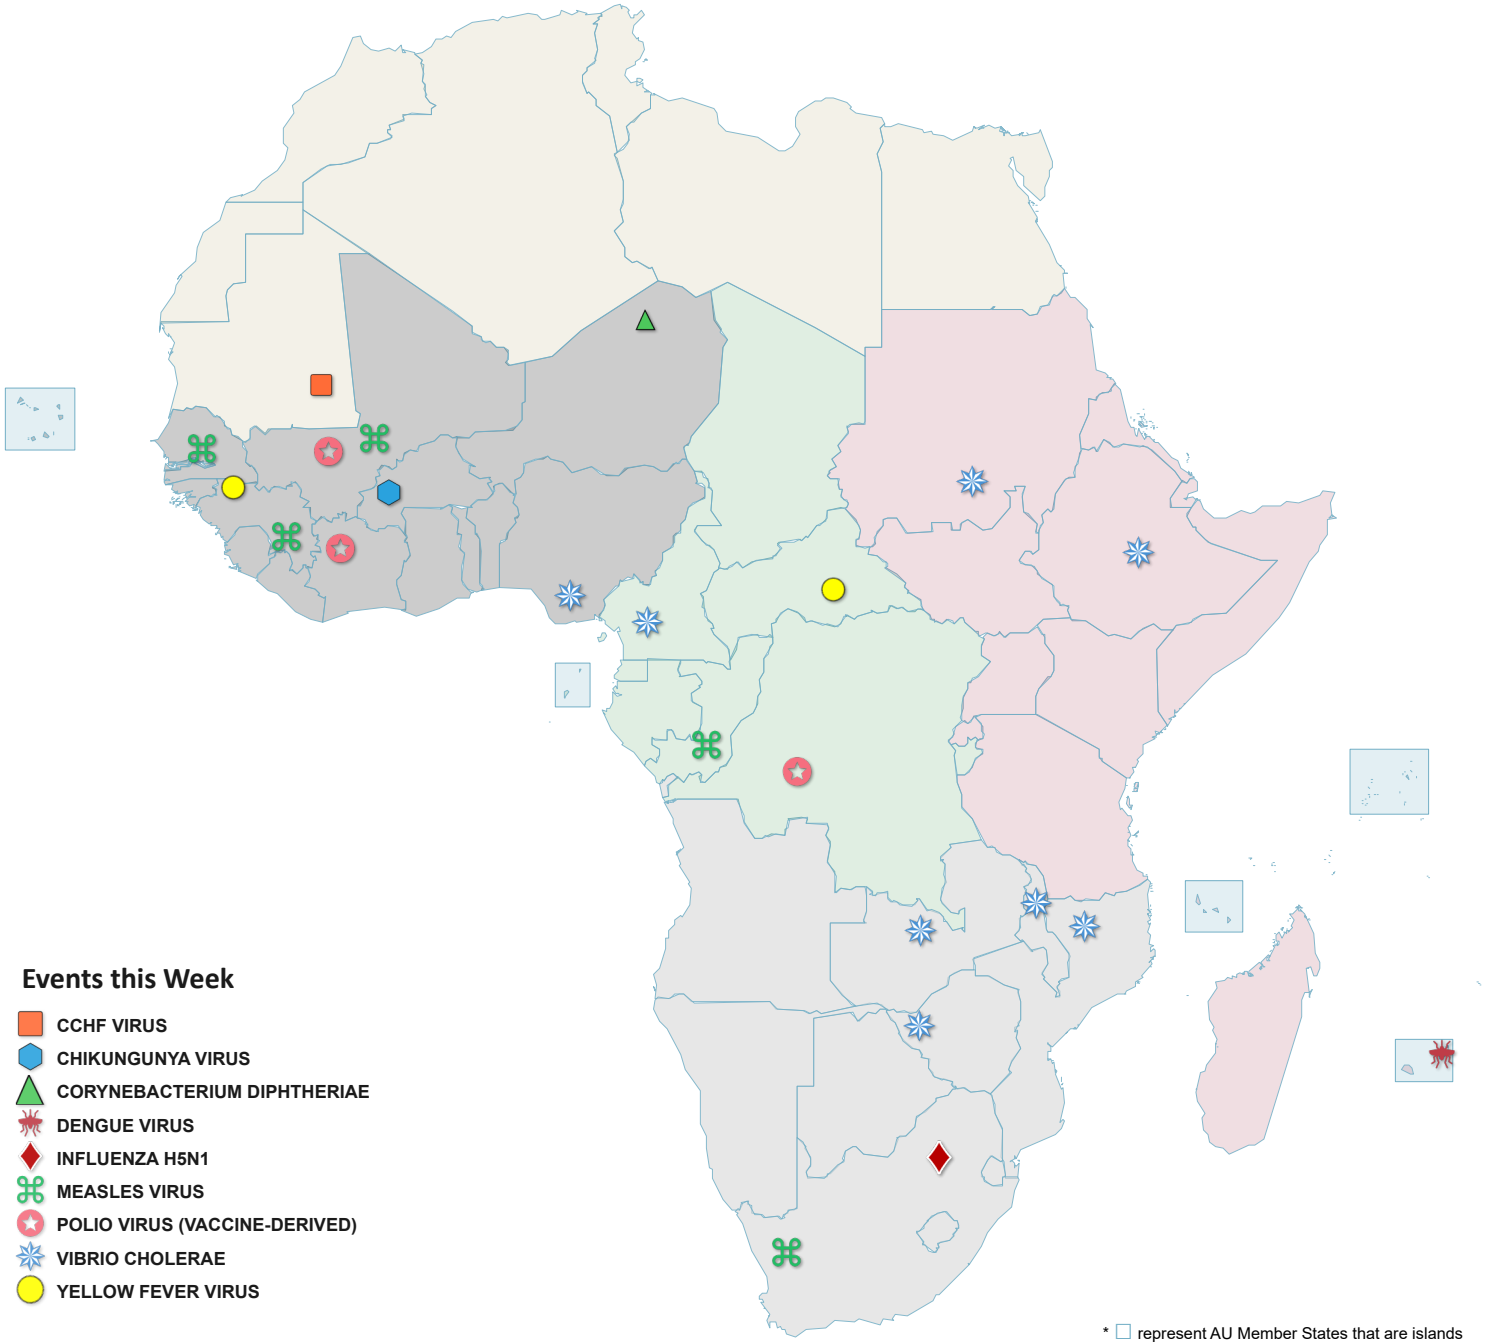 Events this Week
CCHF VIRUS
CHIKUNGUNYA VIRUS
CORYNEBACTERIUM DIPHTHERIAE
DENGUE VIRUS
INFLUENZA H5N1
MEASLES VIRUS
POLIO VIRUS (VACCINE-DERIVED)
VIBRIO CHOLERAE
YELLOW FEVER VIRUS
* represent AU Member States that are islands